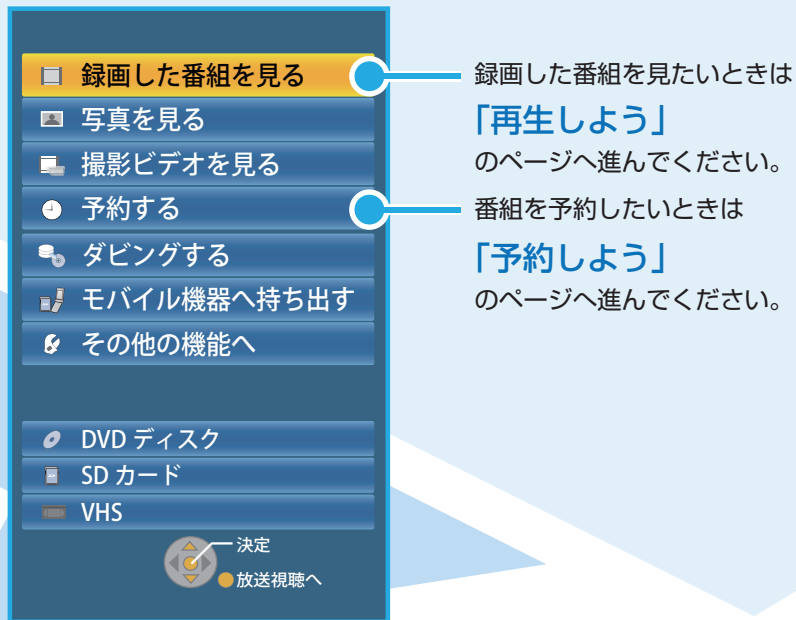 録画した番組を見る
写真を見る
撮影ビデオを見る
予約する
ダビングする
モバイル機器へ持ち出す
その他の機能へ
DVD ディスク
SD カード
VHS
決定
放送視聴へ
録画した番組を見たいときは
「再生しよう」
のページへ進んでください。
番組を予約したいときは
「予約しよう」
のページへ進んでください。